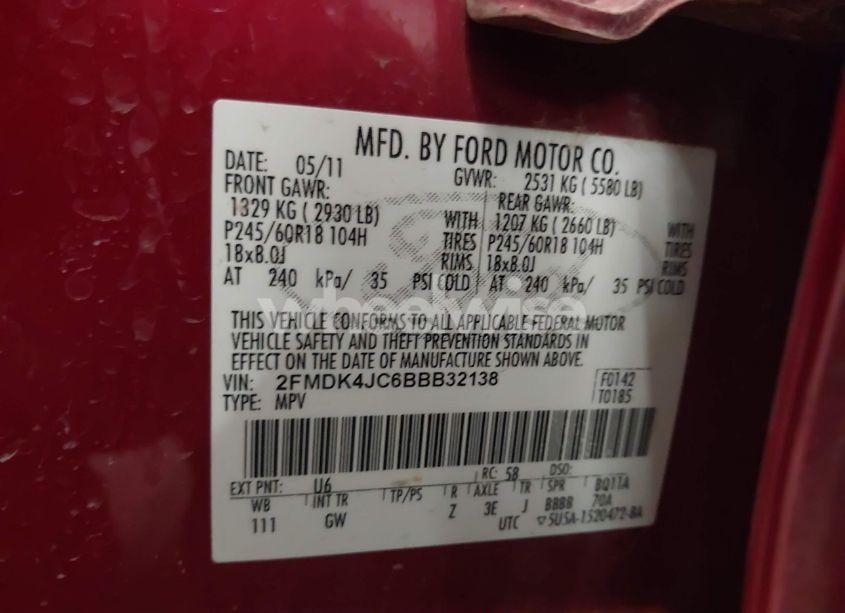 MFD. BY FORD MOTOR CO.
DATE: 05/11 GVWR: 2531 KG ( 5580 LB)
FRONT GAWR: REAR GAWR:
1329 KG ( 2930 LB) WITH 1207 KG ( 2660 LB) WITH
P245/60R18 104H TIRES P245/60R18 104H TIRES
18x8.0J RIMS 18x8.0J RIMS
AT 240 kPa/ 35 PSI COLD AT 240 kPa/ 35 PSI COLD
THIS VEHICLE CONFORMS TO ALL APPLICABLE FEDERAL MOTOR
VEHICLE SAFETY AND THEFT PREVENTION STANDARDS IN
EFFECT ON THE DATE OF MANUFACTURE SHOWN ABOVE.
VIN: 2FMDK4JC6BBB32138 F0142
TYPE: MPV T0185
EXT PNT: U6 RC: 58 DSO:
WB INT TR TP/PS R AXLE TR SPR BQ11A
111 GW Z 3E J BBBB 70A
UTC ▽5U5A-1520472-BA